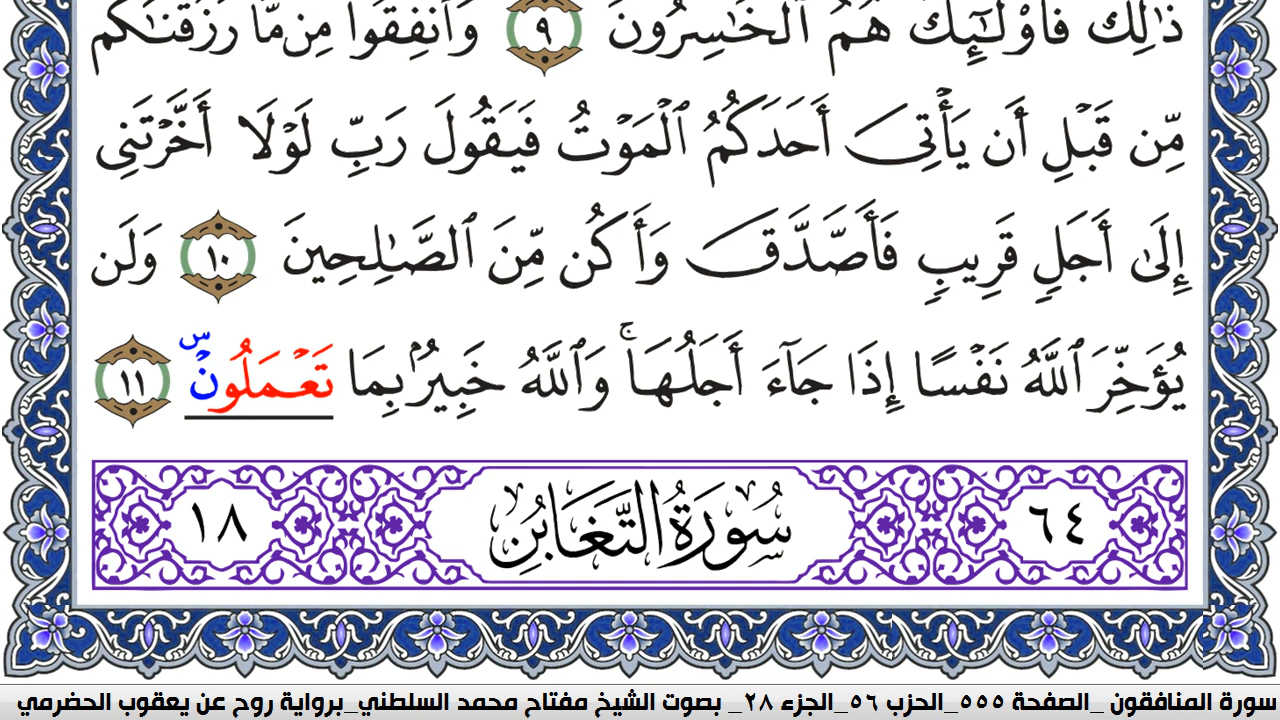 ذَٰلِكَ فَأُوْلَٰٓئِكَ هُمُ ٱلْخَٰسِرُونَ ٩ وَأَنفِقُوا۟ مِن مَّا رَزَقْنَٰكُم
مِّن قَبْلِ أَن يَأْتِىَ أَحَدَكُمُ ٱلْمَوْتُ فَيَقُولَ رَبِّ لَوْلَا أَخَّرْتَنِى
إِلَىٰ أَجَلٍ قَرِيبٍ فَأَصَّدَّقَ وَأَكُن مِّنَ ٱلصَّٰلِحِينَ ١٠ وَلَن
يُؤَخِّرَ ٱللَّهُ نَفْسًا إِذَا جَآءَ أَجَلُهَا ۚ وَٱللَّهُ خَبِيرُۢ بِمَا تَعْمَلُونَ س ١١
٦٤ سُورَةُ التَّغَابُنِ ١٨
سورة المنافقون _الصفحة ٥٥٥_الحزب ٥٦_الجزء ٢٨_ بصوت الشيخ مفتاح محمد السلطني_برواية روح عن يعقوب الحضرمي